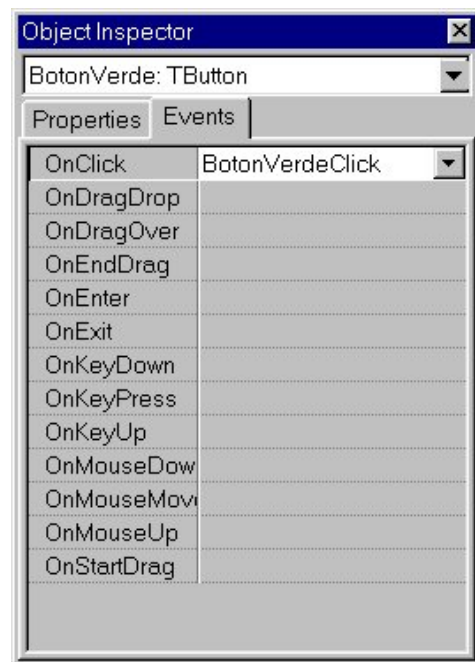 Object Inspector
BotonVerde: TButton
Properties Events
OnClick BotonVerdeClick
OnDragDrop
OnDragOver
OnEndDrag
OnEnter
OnExit
OnKeyDown
OnKeyPress
OnKeyUp
OnMouseDow
OnMouseMov
OnMouseUp
OnStartDrag